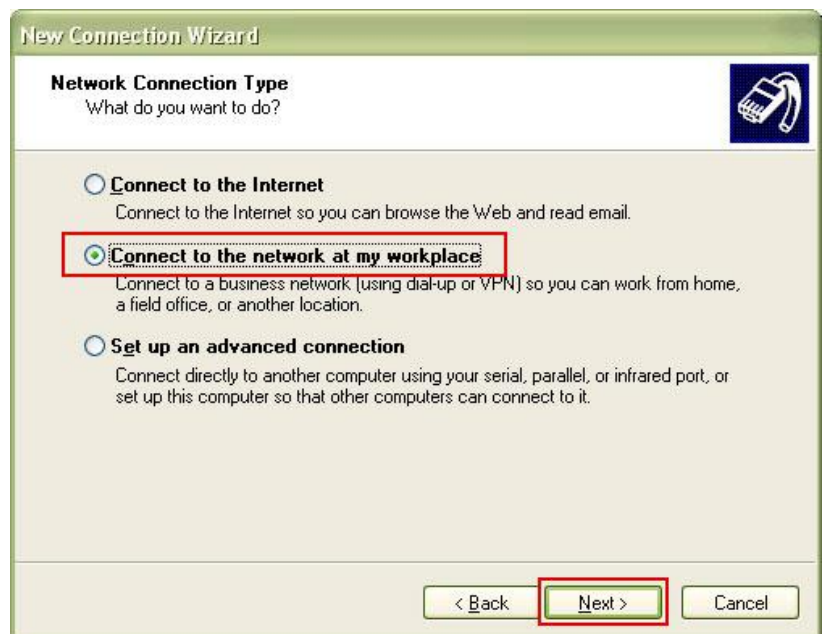 New Connection Wizard
Network Connection Type
What do you want to do?
Connect to the Internet
Connect to the Internet so you can browse the Web and read email.
Connect to the network at my workplace
Connect to a business network (using dial-up or VPN) so you can work from home,
a field office, or another location.
Set up an advanced connection
Connect directly to another computer using your serial, parallel, or infrared port, or
set up this computer so that other computers can connect to it.
< Back
Next >
Cancel